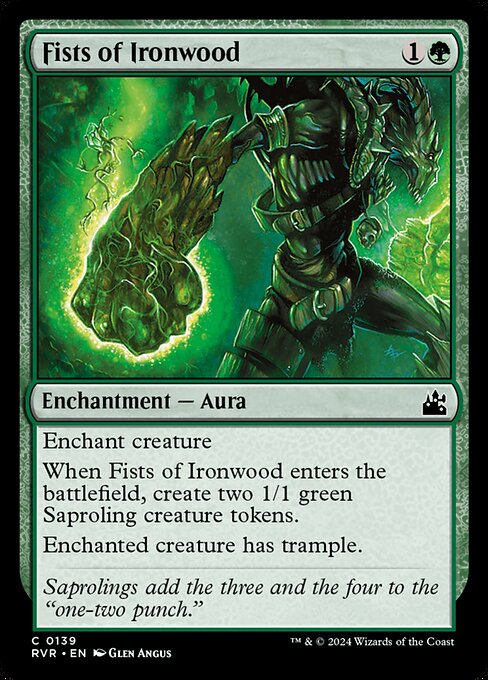 Fists of Ironwood 1
Enchantment — Aura
Enchant creature
When Fists of Ironwood enters the
battlefield, create two 1/1 green
Saproling creature tokens.
Enchanted creature has trample.
Saprolings add the three and the four to the
“one-two punch.”
C 0139
RVR • EN Glen Angus
™ & © 2024 Wizards of the Coast